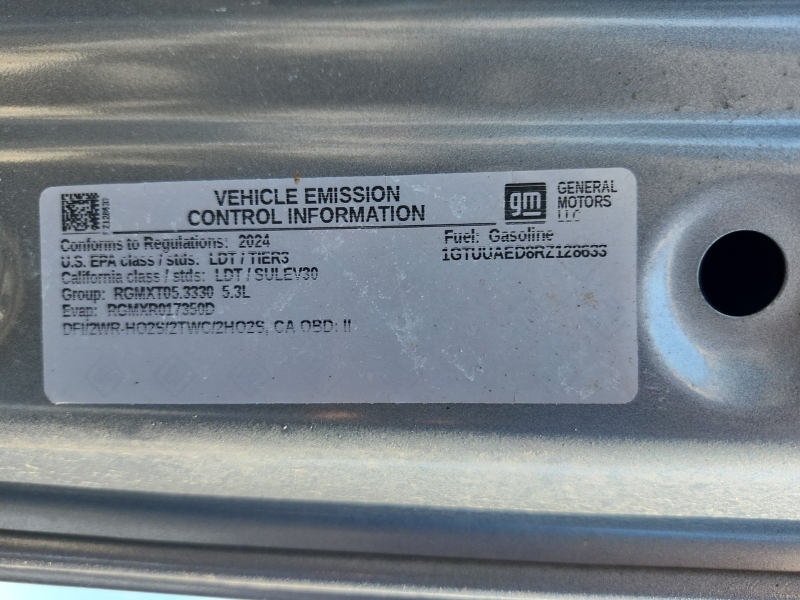 VEHICLE EMISSION
CONTROL INFORMATION
gm GENERAL
MOTORS
LLC
Conforms to Regulations: 2024
Fuel: Gasoline
U.S. EPA class / stds: LDT / TIER3
1GTUUAED8RZ128633
California class / stds: LDT / SULEV30
Group: RGMXT05.3330 5.3L
Evap: RGMXR017350D
DFI/2WR-HO2S/2TWC/2HO2S, CA OBD: II